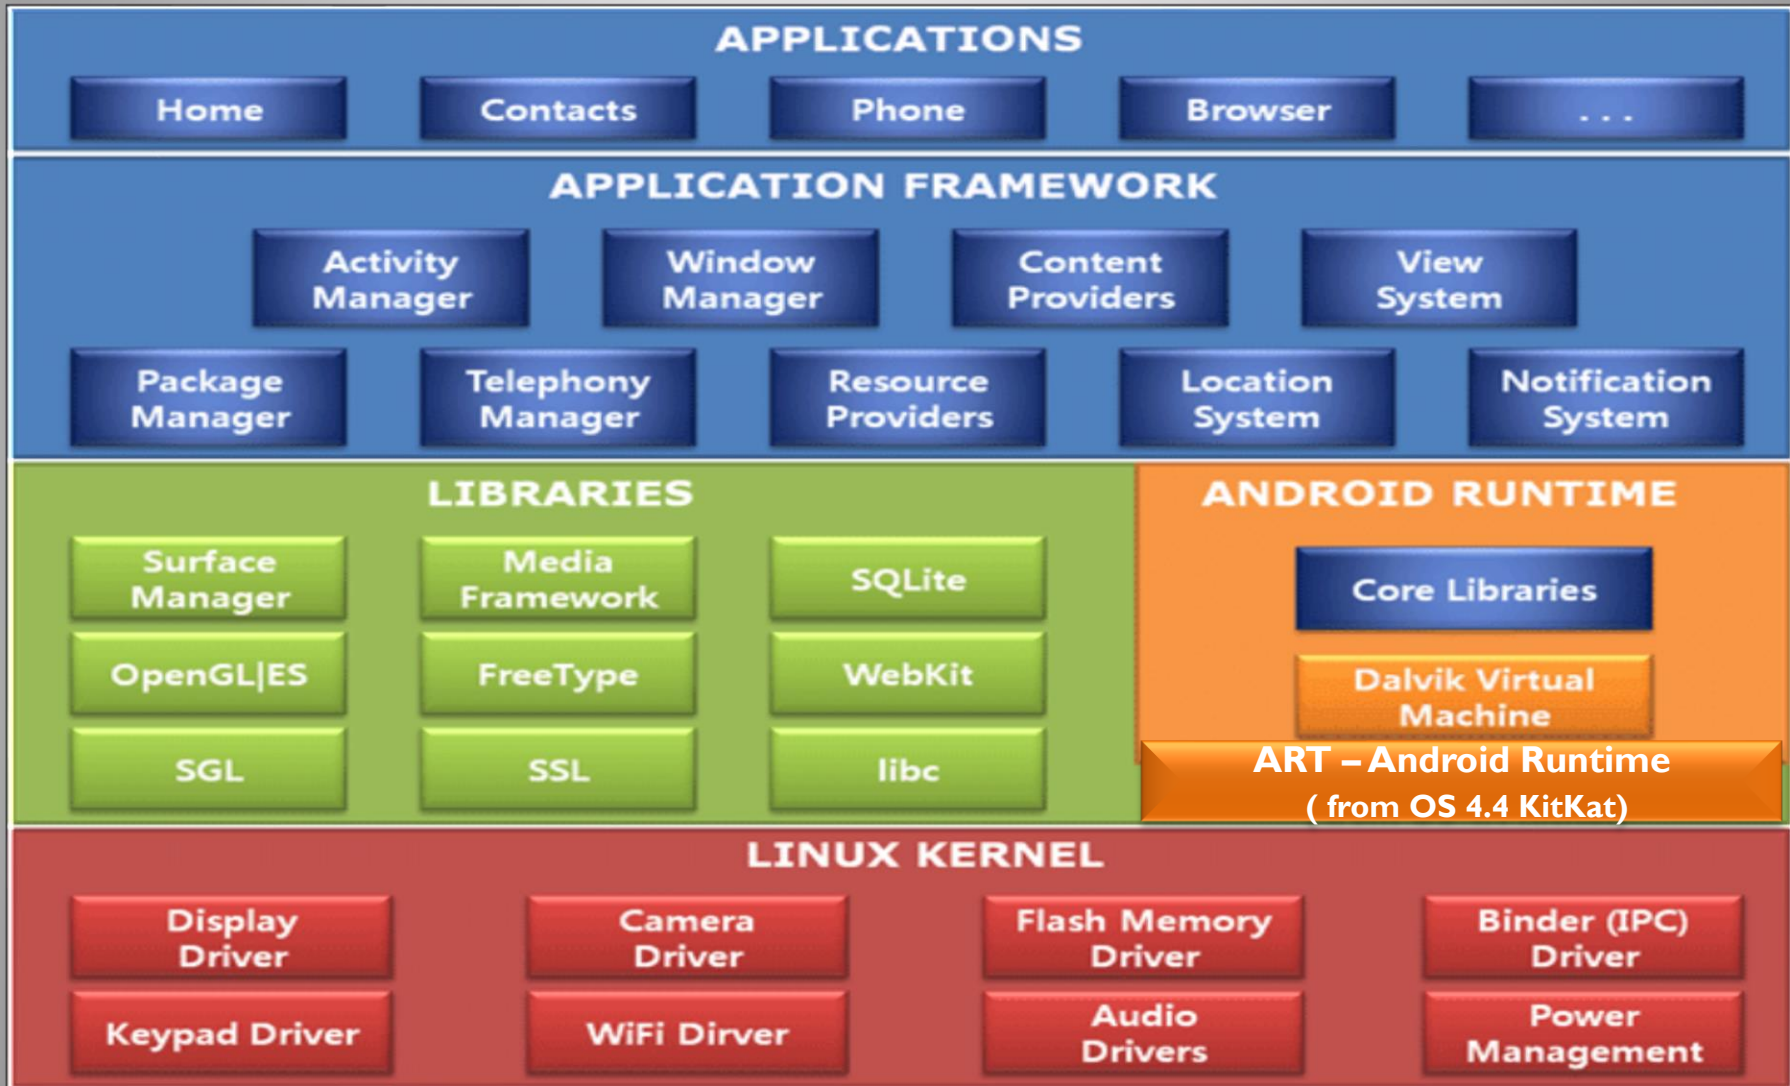 APPLICATIONS
Home
Contacts
Phone
Browser
. . .
APPLICATION FRAMEWORK
Activity
Manager
Window
Manager
Content
Providers
View
System
Package
Manager
Telephony
Manager
Resource
Providers
Location
System
Notification
System
LIBRARIES
Surface
Manager
Media
Framework
SQLite
OpenGL|ES
FreeType
WebKit
SGL
SSL
libc
ANDROID RUNTIME
Core Libraries
Dalvik Virtual
Machine
ART – Android Runtime
( from OS 4.4 KitKat)
LINUX KERNEL
Display
Driver
Camera
Driver
Flash Memory
Driver
Binder (IPC)
Driver
Keypad Driver
WiFi Dirver
Audio
Drivers
Power
Management